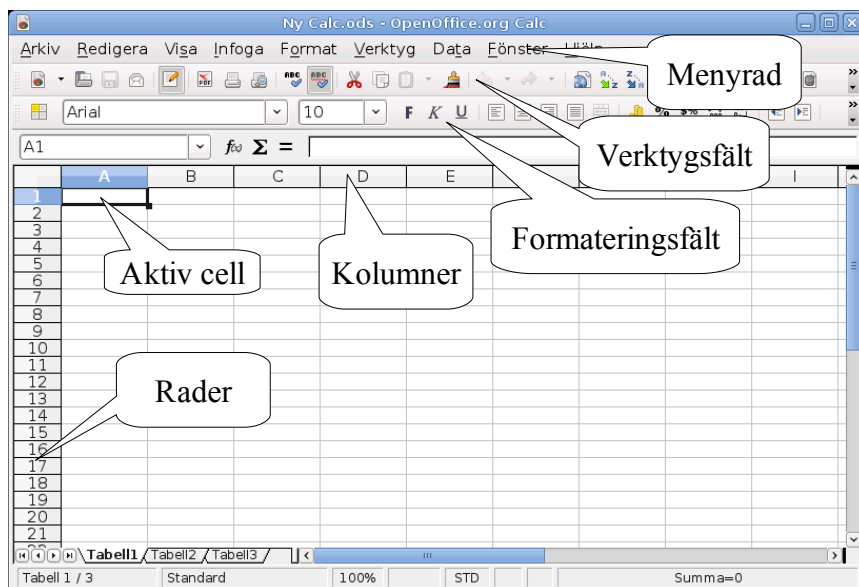 Ny Calc.ods - OpenOffice.org Calc
Arkiv Redigera Visa Infoga Format Verktyg Data Fönster Hjälp
Menyrad
Arial 10 F K U
Verktygsfält
A1 f(x) Σ =
Formateringsfält
A B C D E I
1
2
3
4
5
Aktiv cell
Kolumner
6
7
8
9
10
11
12
Rader
13
14
15
16
17
18
19
20
21
Tabell1 Tabell2 Tabell3
Tabell 1 / 3 Standard 100% STD Summa=0